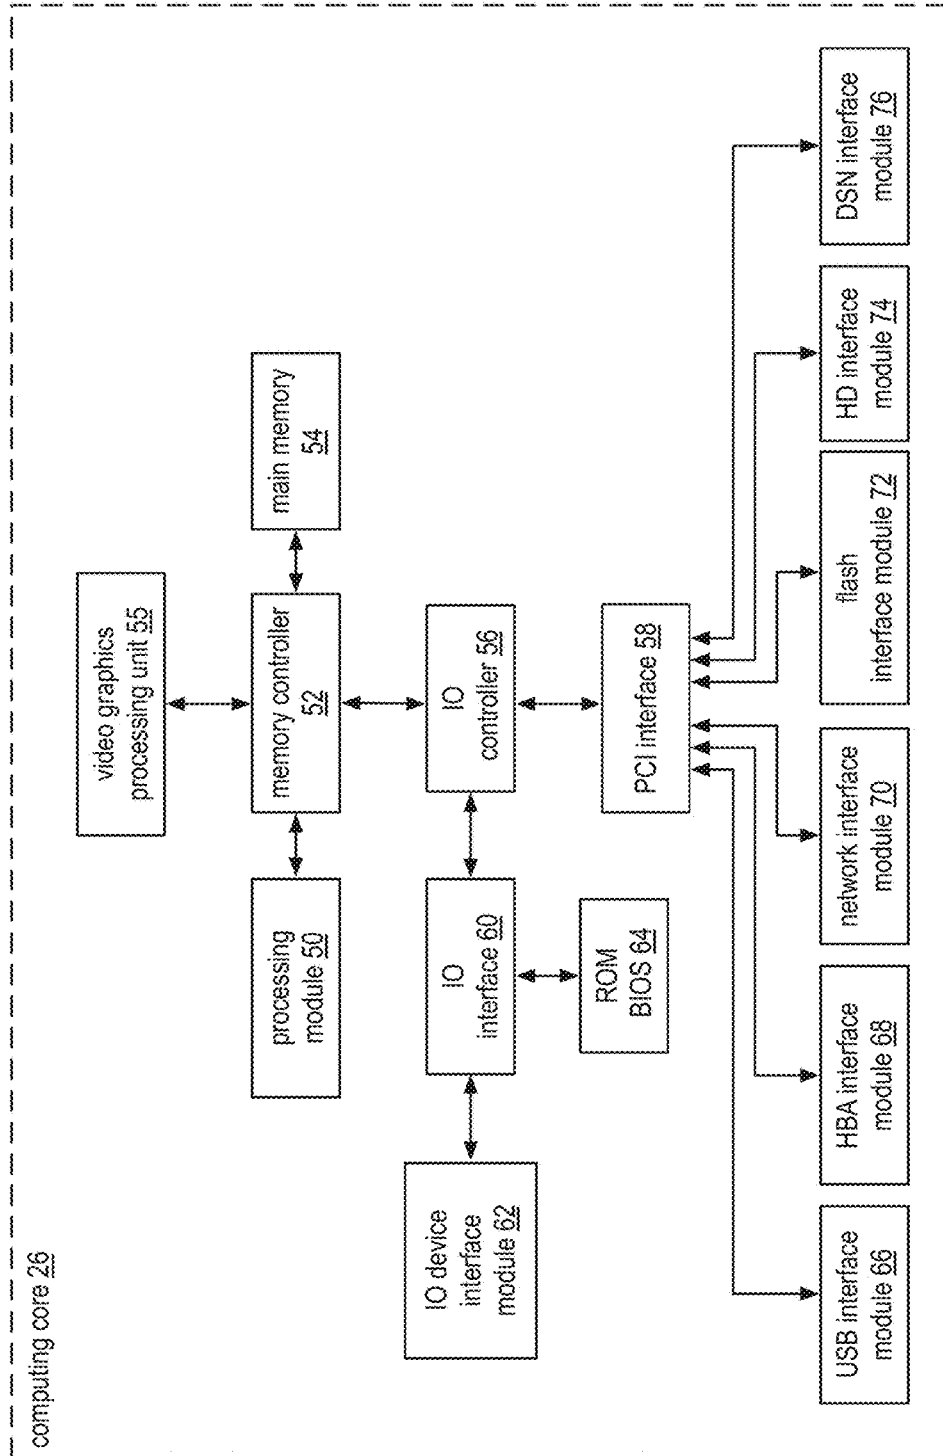 computing core 26
video graphics
processing unit 55
processing
module 50
memory controller
52
main memory
54
IO device
interface
module 62
IO
interface 60
IO
controller 56
ROM
BIOS 64
PCI interface 58
USB interface
module 66
HBA interface
module 68
network interface
module 70
flash
interface module 72
HD interface
module 74
DSN interface
module 76